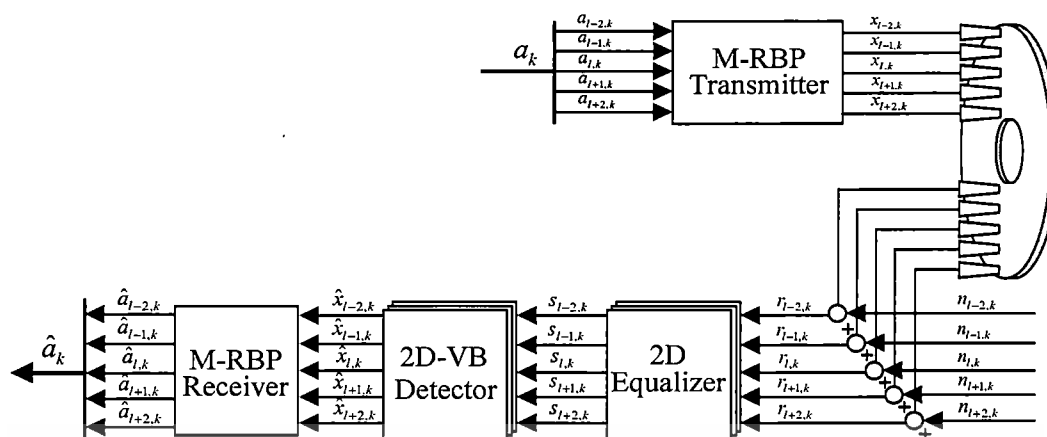 a_k
a_{l-2,k}
a_{l-1,k}
a_{l,k}
a_{l+1,k}
a_{l+2,k}
M-RBP
Transmitter
x_{l-2,k}
x_{l-1,k}
x_{l,k}
x_{l+1,k}
x_{l+2,k}
â_k
â_{l-2,k}
â_{l-1,k}
â_{l,k}
â_{l+1,k}
â_{l+2,k}
M-RBP
Receiver
x̂_{l-2,k}
x̂_{l-1,k}
x̂_{l,k}
x̂_{l+1,k}
x̂_{l+2,k}
2D-VB
Detector
s_{l-2,k}
s_{l-1,k}
s_{l,k}
s_{l+1,k}
s_{l+2,k}
2D
Equalizer
r_{l-2,k}
r_{l-1,k}
r_{l,k}
r_{l+1,k}
r_{l+2,k}
+
+
+
+
+
n_{l-2,k}
n_{l-1,k}
n_{l,k}
n_{l+1,k}
n_{l+2,k}